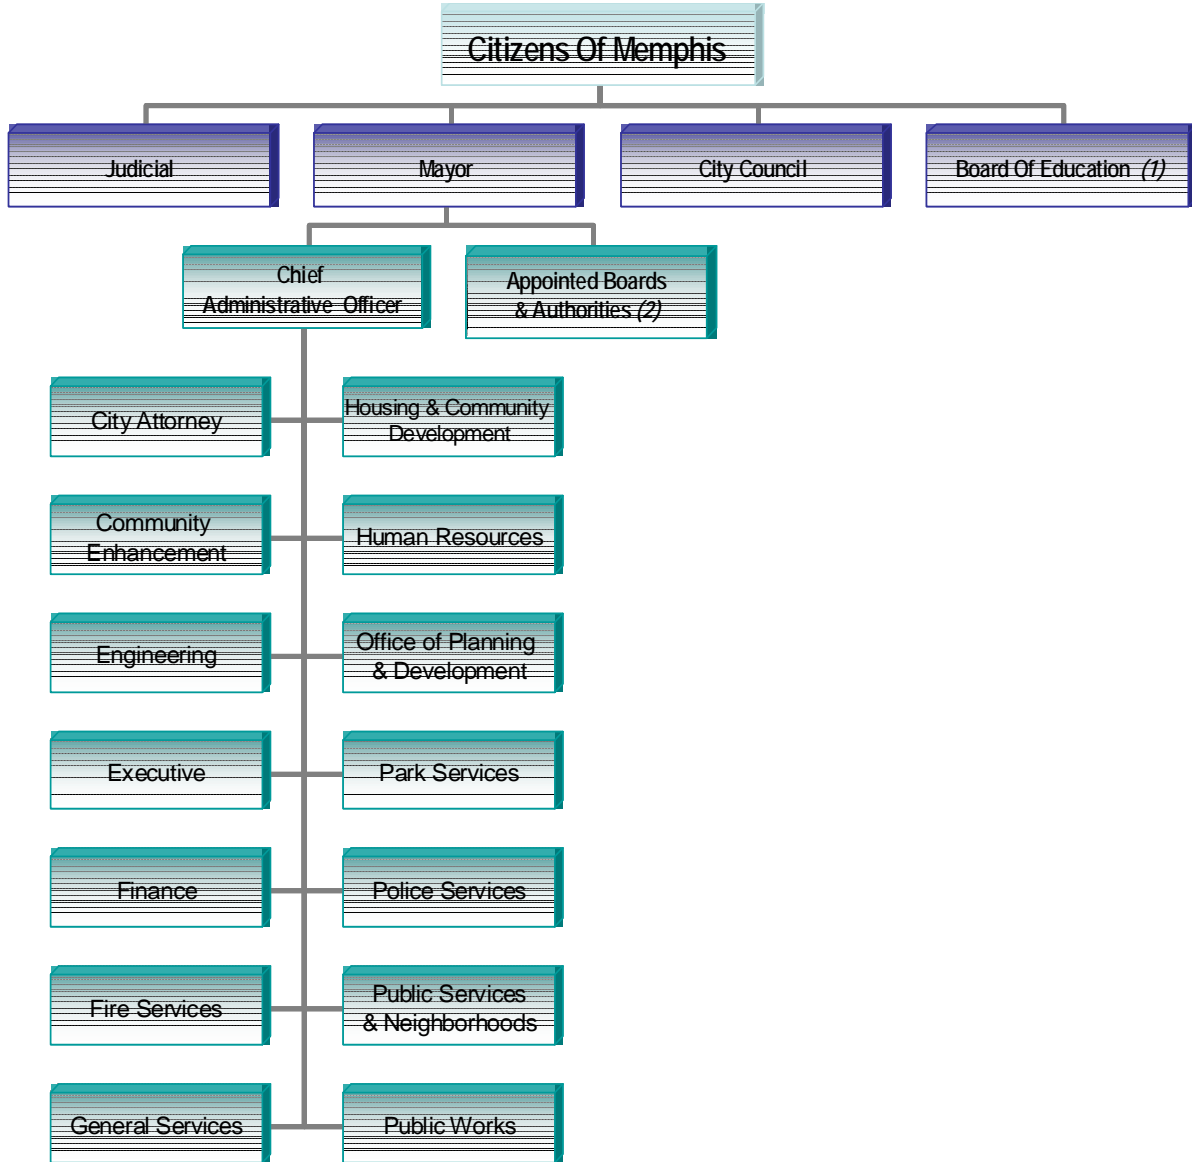 Citizens Of Memphis
Judicial
Mayor
City Council
Board Of Education (1)
Chief
Administrative Officer
Appointed Boards
& Authorities (2)
City Attorney
Housing & Community
Development
Community
Enhancement
Human Resources
Engineering
Office of Planning
& Development
Executive
Park Services
Finance
Police Services
Fire Services
Public Services
& Neighborhoods
General Services
Public Works